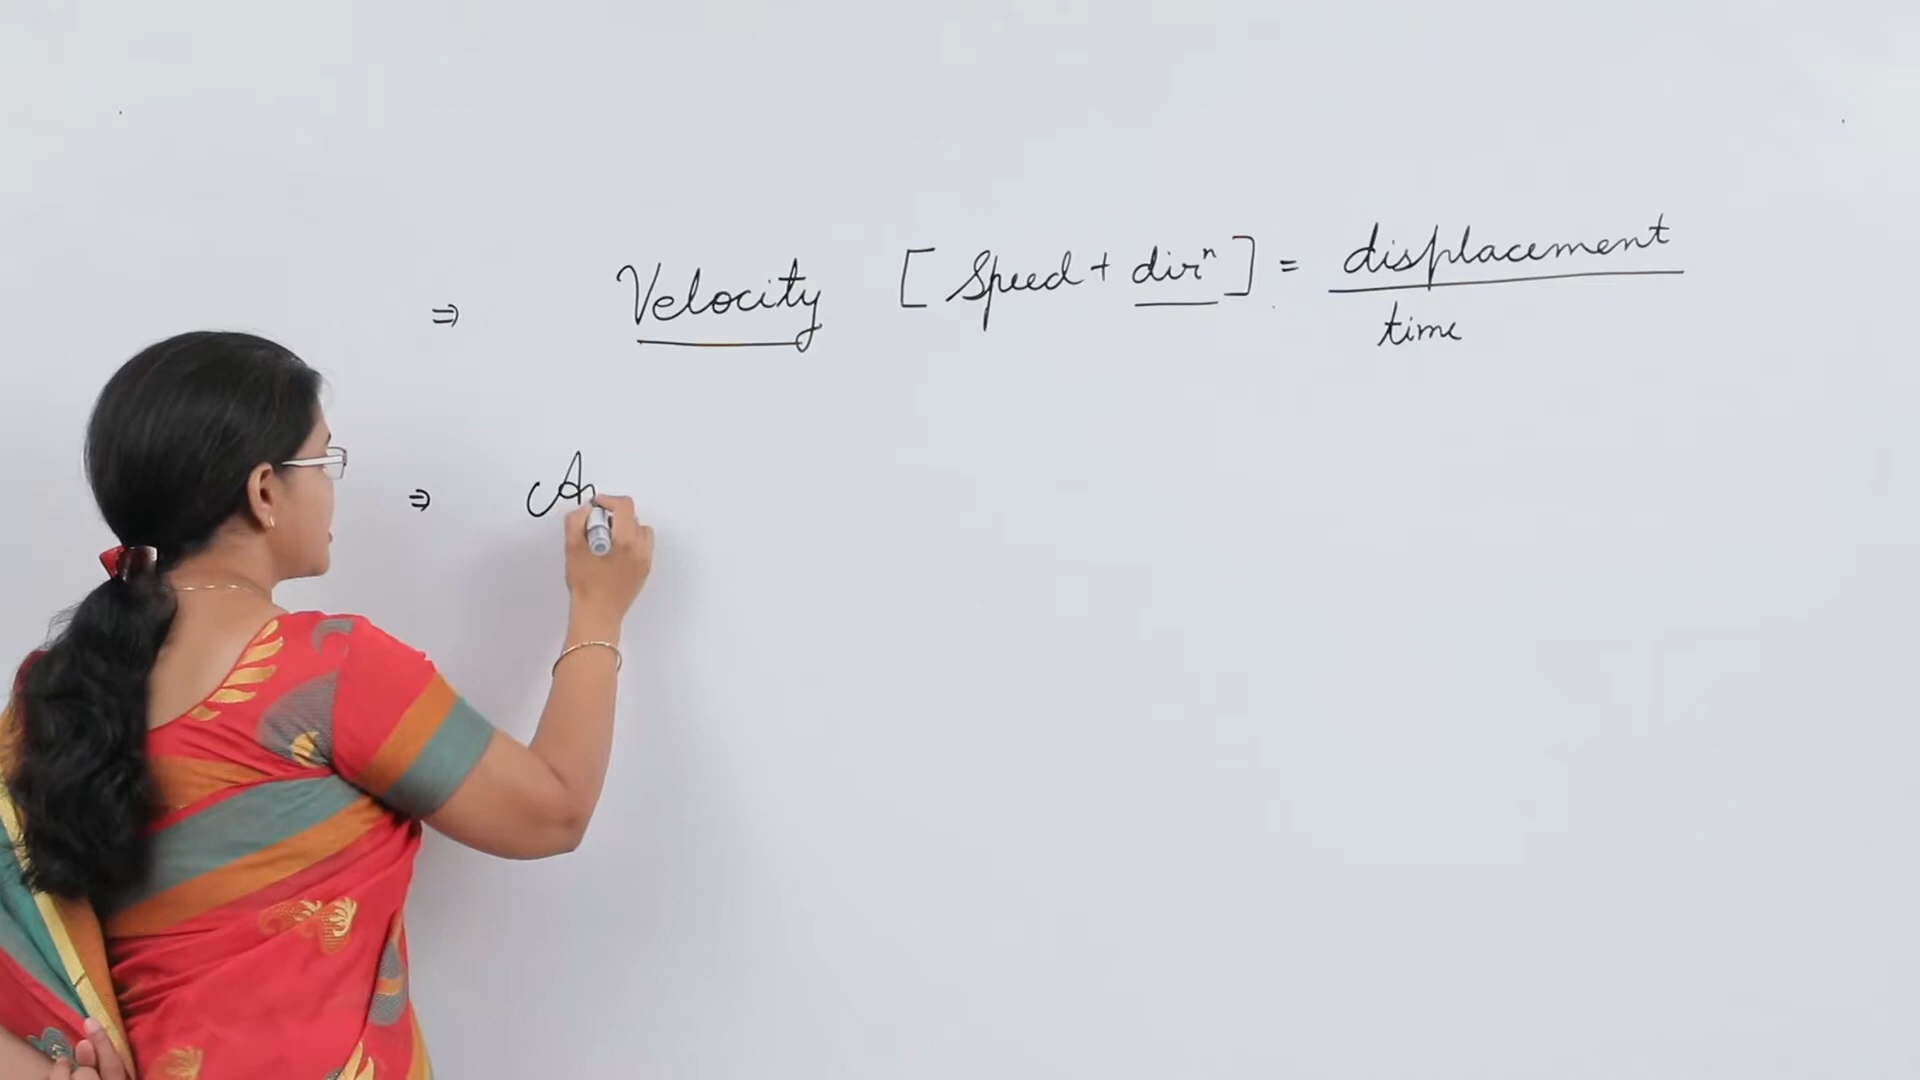 ⇒ Velocity [Speed + dirⁿ] = displacement
time
⇒